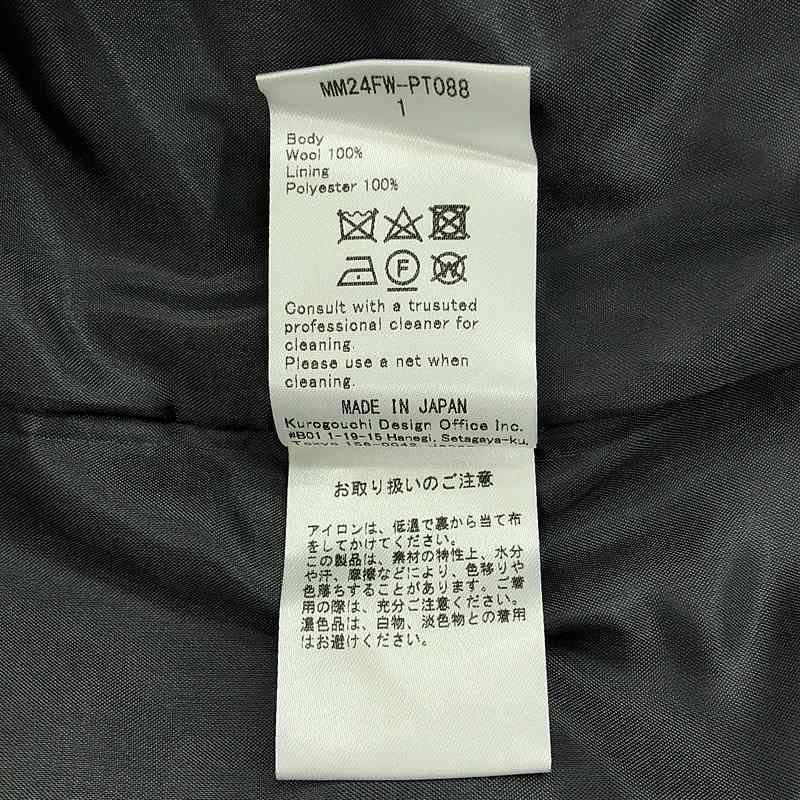 MM24FW-PT088
1
Body
Wool 100%
Lining
Polyester 100%
F
W
Consult with a trusuted
professional cleaner for
cleaning.
Please use a net when
cleaning.
MADE IN JAPAN
Kurogouchi Design Office Inc.
#B01 1-19-15 Hanegi, Setagaya-ku,
お取り扱いのご注意
アイロンは、低温で裏から当て布
をしてかけてください。
この製品は、素材の特性上、水分
や汗、摩擦などにより、色移りや
色落ちすることがあります。ご着
用の際は、充分ご注意ください。
濃色品は、白物、淡色物との着用
はお避けください。